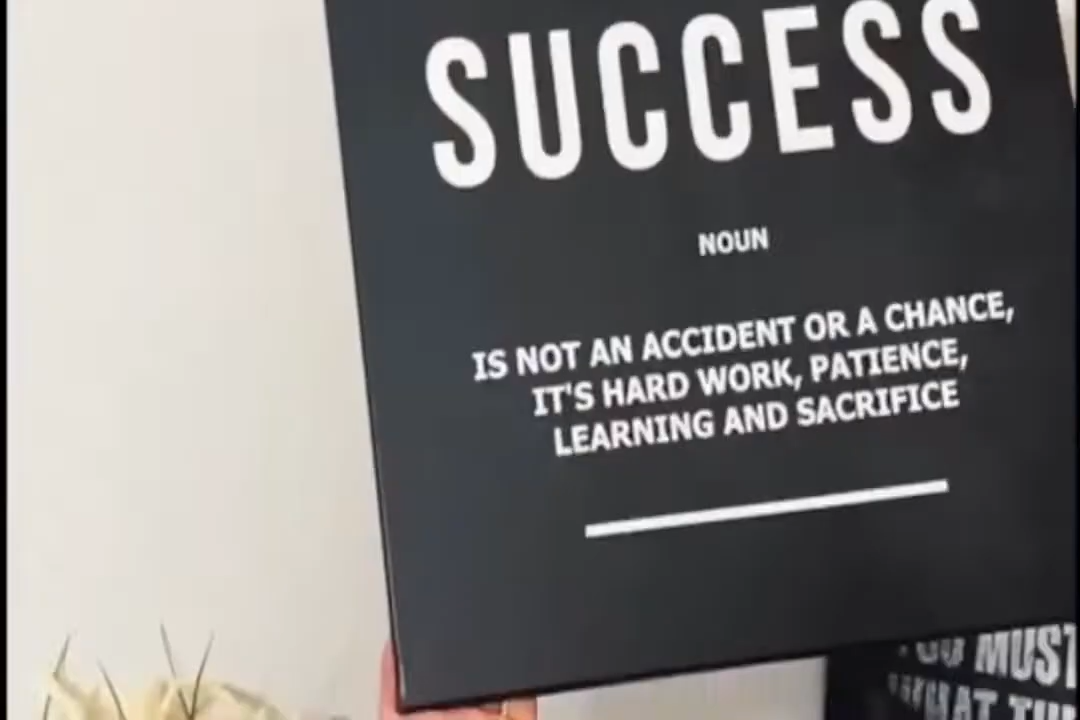 SUCCESS
NOUN
IS NOT AN ACCIDENT OR A CHANCE,
IT'S HARD WORK, PATIENCE,
LEARNING AND SACRIFICE
MUST